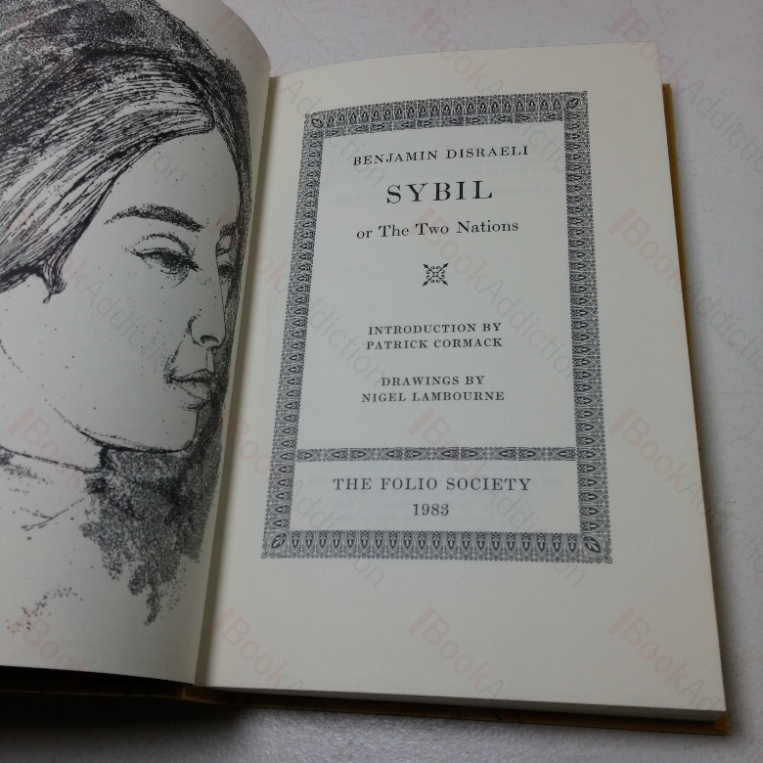 BENJAMIN DISRAELI
SYBIL
or The Two Nations
INTRODUCTION BY
PATRICK CORMACK
DRAWINGS BY
NIGEL LAMBOURNE
THE FOLIO SOCIETY
1983
BookAddiction